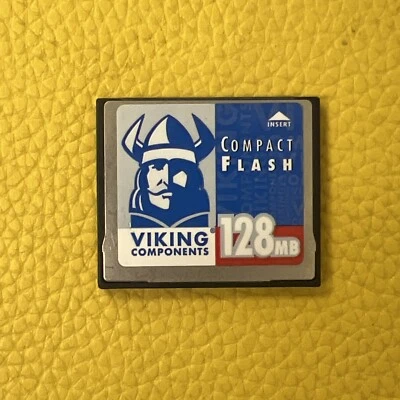 INSERT
COMPACT
FLASH
VIKING
COMPONENTS
128MB